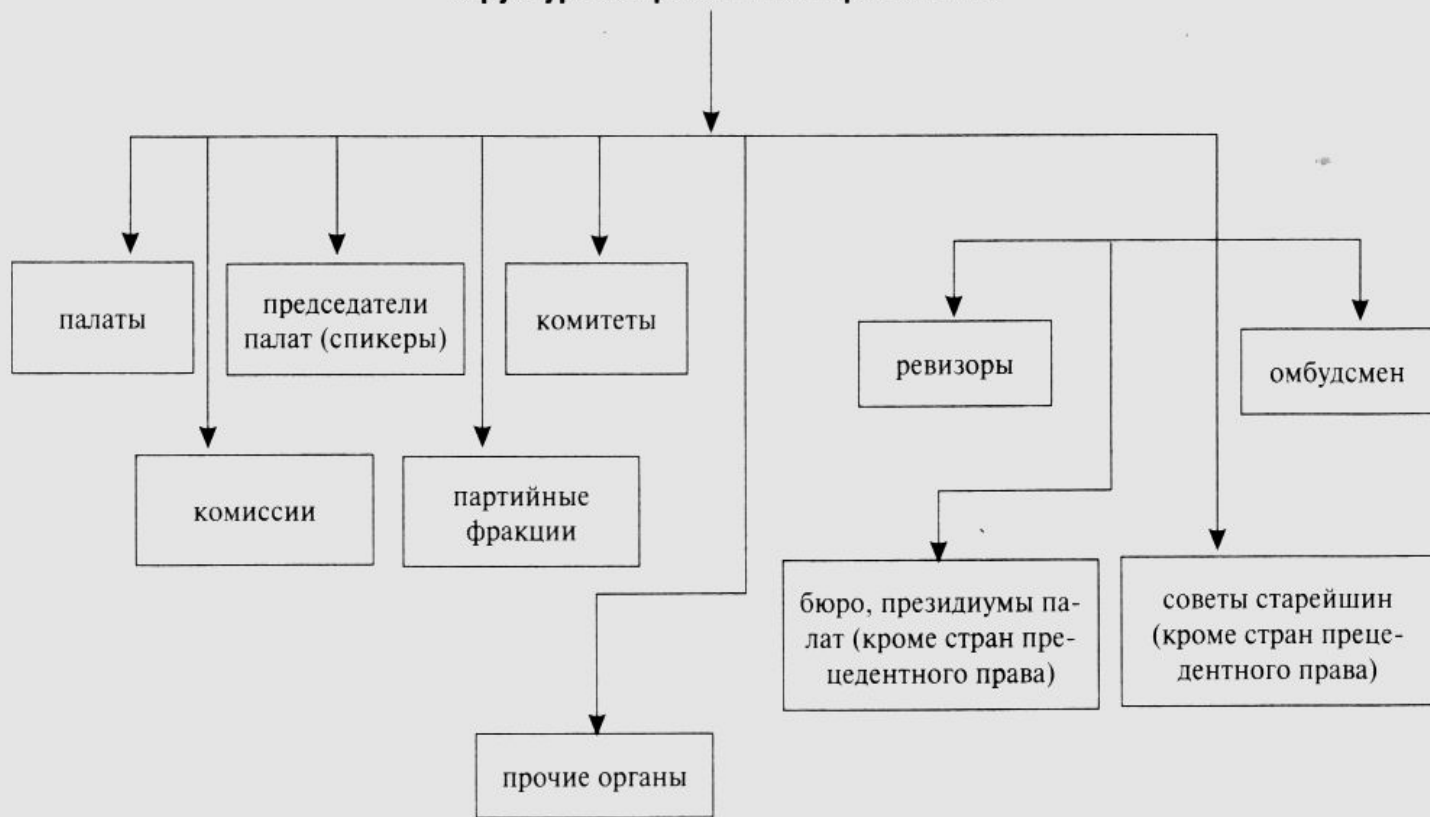 палаты
председатели
палат (спикеры)
комитеты
ревизоры
омбудсмен
комиссии
партийные
фракции
бюро, президиумы па-
лат (кроме стран пре-
цедентного права)
советы старейшин
(кроме стран преце-
дентного права)
прочие органы